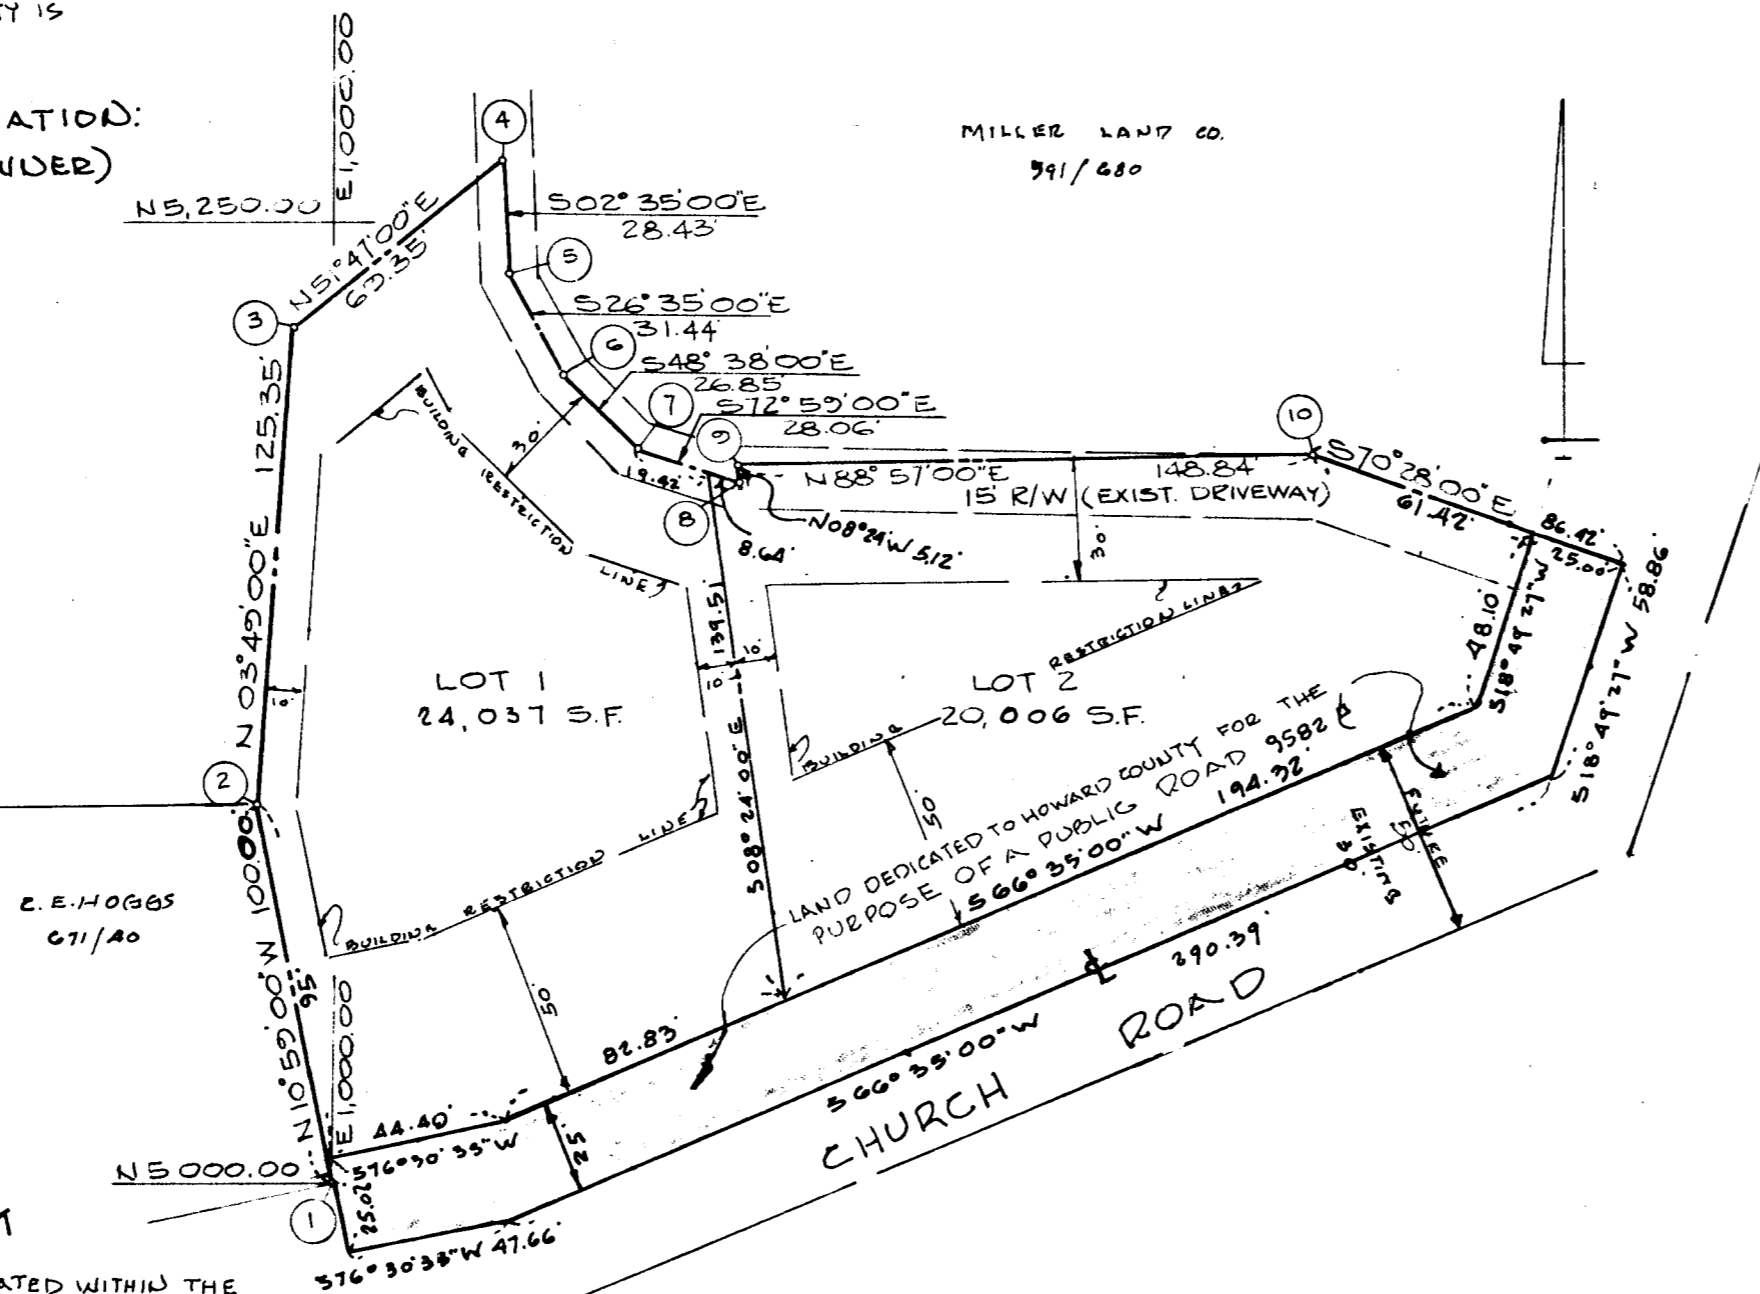 TY IS
ATION:
NUER)
E1,000.00
N5,250.00
MILLER LAND CO.
591/680
4
S02°35'00"E
28.43'
N51°47'00"E
63.35'
5
S26°35'00"E
31.44'
3
6
S48°38'00"E
26.85'
7
S72°59'00"E
28.06'
9
10
S70°28'00"E
61.42'
86.42'
25.00'
N88°57'00"E
148.84'
15' R/W (EXIST. DRIVEWAY)
19.42'
8
N08°24'W 5.12'
8.64'
30'
30'
BUILDING
RESTRICTION
LINE
N 03°49'00"E 125.35'
10'
139.51
S08°24'00"E
10'
10'
LOT 1
24,037 S.F.
LOT 2
20,006 S.F.
BUILDING
RESTRICTION LINE
48.10'
S18°49'27"W
S18°49'27"W 58.86'
2
E.E. HOGGS
671/40
N10°59'00"W 100.00'
95.
BUILDING RESTRICTION LINE
50'
50'
LAND DEDICATED TO HOWARD COUNTY FOR THE
PURPOSE OF A PUBLIC ROAD 9582
S66°35'00"W
194.32'
FUTURE
50'
EXISTING
82.83'
290.39'
S66°35'00"W
CHURCH ROAD
44.40'
S76°30'35"W
E1,000.00
N5000.00
25'
25.02'
1
S76°30'35"W 47.66'
T
ATED WITHIN THE